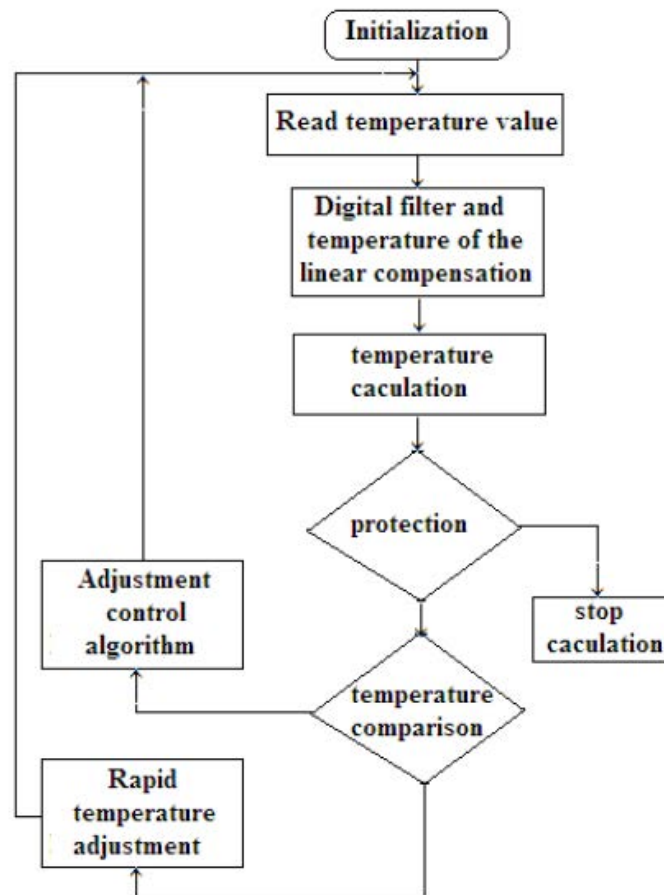 Initialization
Read temperature value
Digital filter and
temperature of the
linear compensation
temperature
caculation
protection
stop
caculation
temperature
comparison
Adjustment
control
algorithm
Rapid
temperature
adjustment